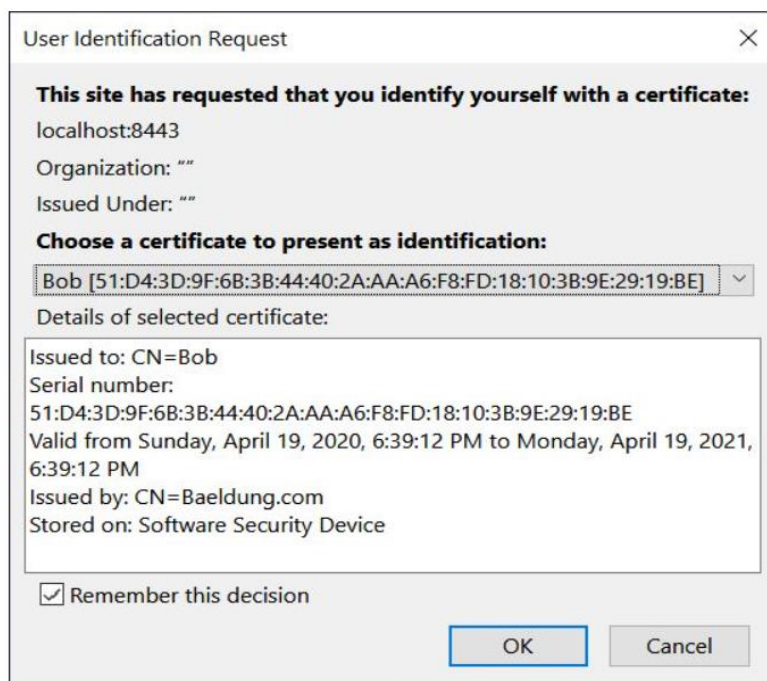 User Identification Request
This site has requested that you identify yourself with a certificate:
localhost:8443
Organization: “”
Issued Under: “”
Choose a certificate to present as identification:
Bob [51:D4:3D:9F:6B:3B:44:40:2A:AA:A6:F8:FD:18:10:3B:9E:29:19:BE]
Details of selected certificate:
Issued to: CN=Bob
Serial number:
51:D4:3D:9F:6B:3B:44:40:2A:AA:A6:F8:FD:18:10:3B:9E:29:19:BE
Valid from Sunday, April 19, 2020, 6:39:12 PM to Monday, April 19, 2021,
6:39:12 PM
Issued by: CN=Baeldung.com
Stored on: Software Security Device
Remember this decision
OK Cancel